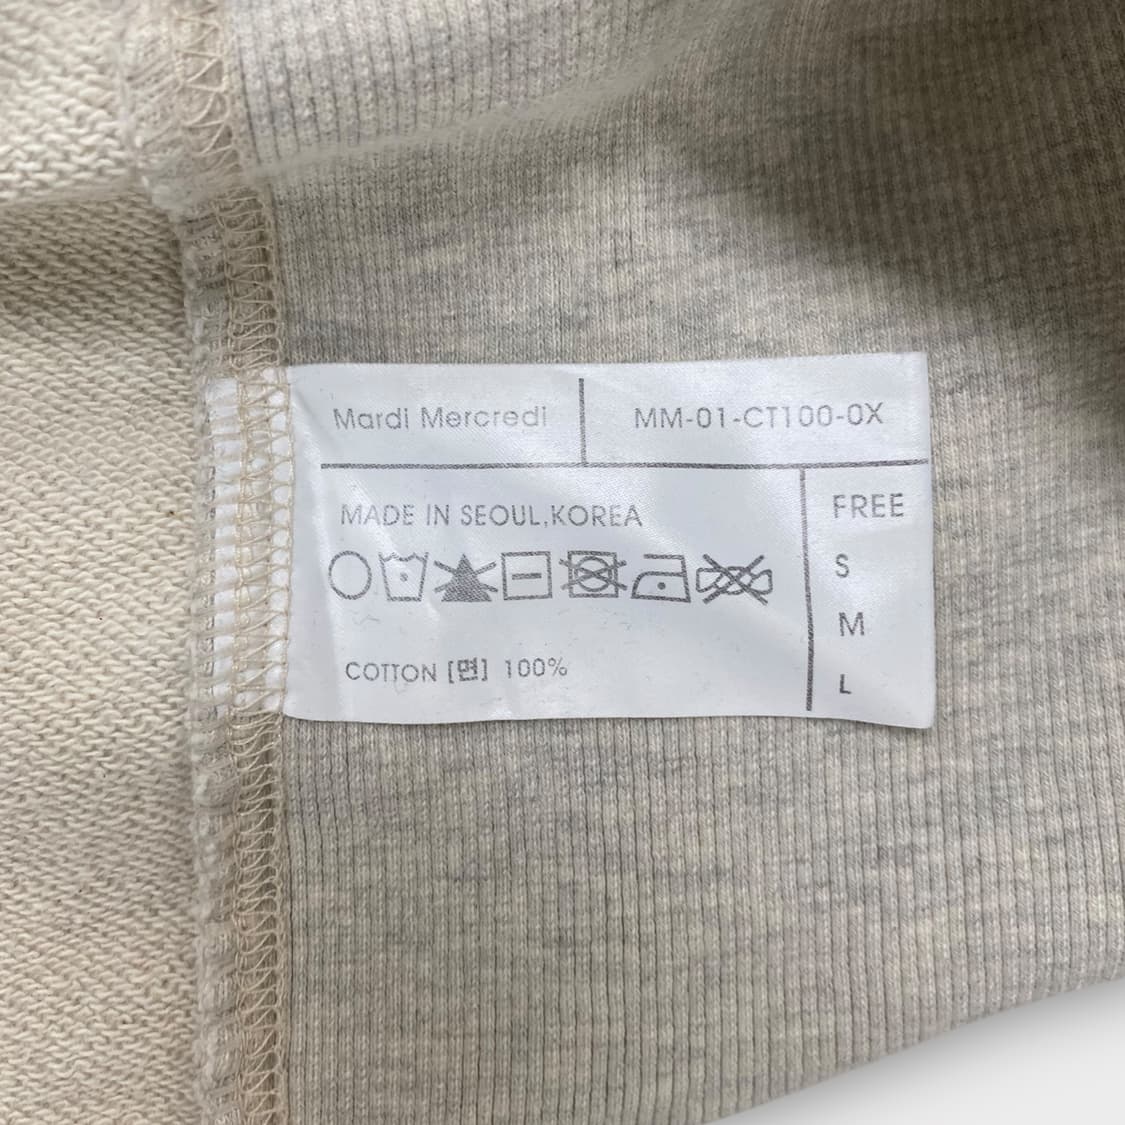 Mardi Mercredi
MM-01-CT100-0X
MADE IN SEOUL,KOREA
COTTON [면] 100%
FREE
S
M
L